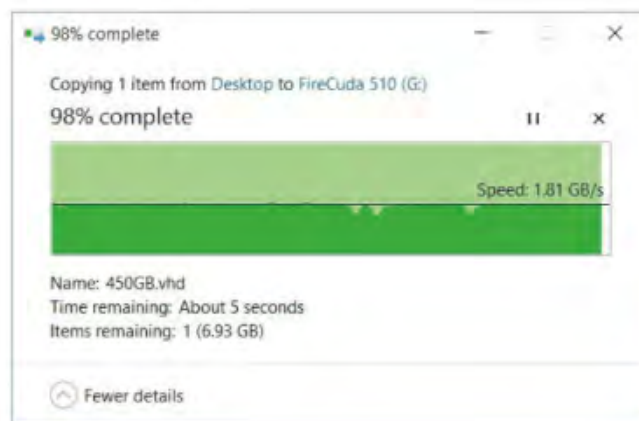 98% complete
Copying 1 item from Desktop to FireCuda 510 (G:)
98% complete
Speed: 1.81 GB/s
Name: 450GB.vhd
Time remaining: About 5 seconds
Items remaining: 1 (6.93 GB)
Fewer details